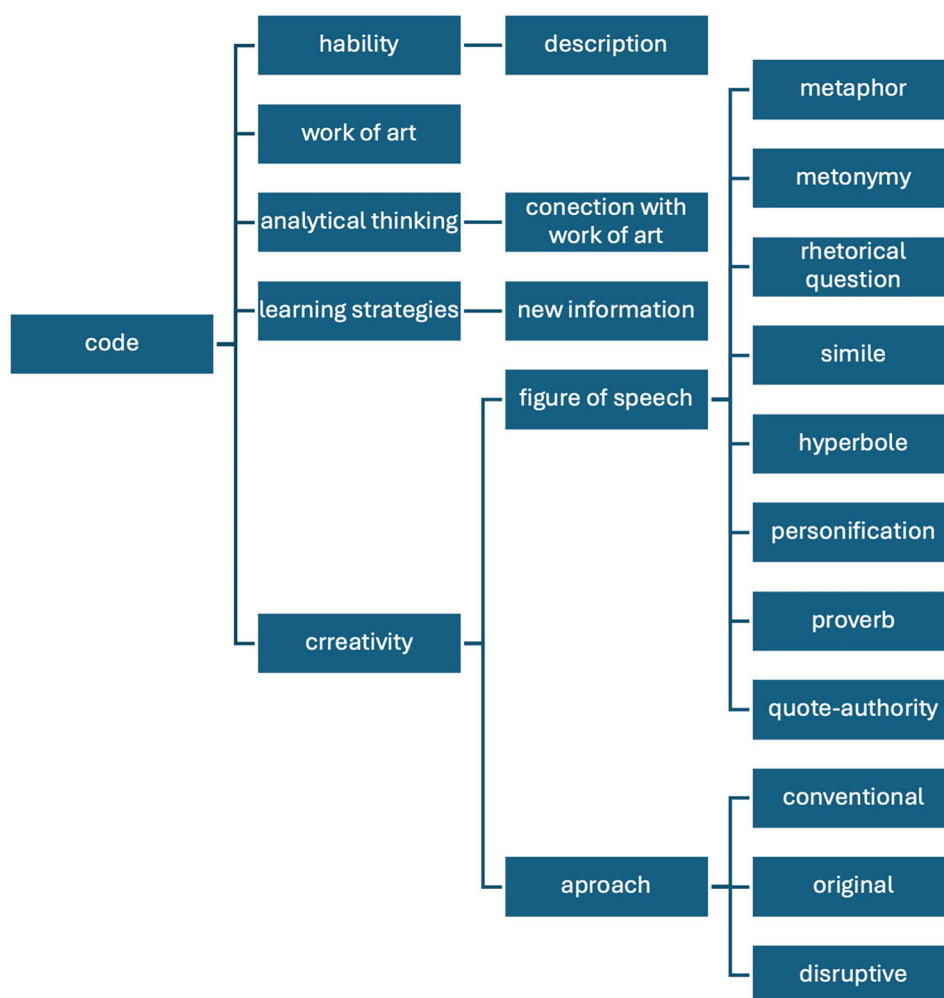 hability
description
metaphor
work of art
metonymy
analytical thinking
conection with
work of art
rhetorical
question
learning strategies
new information
code
simile
figure of speech
hyperbole
personification
proverb
crreativity
quote-authority
conventional
aproach
original
disruptive